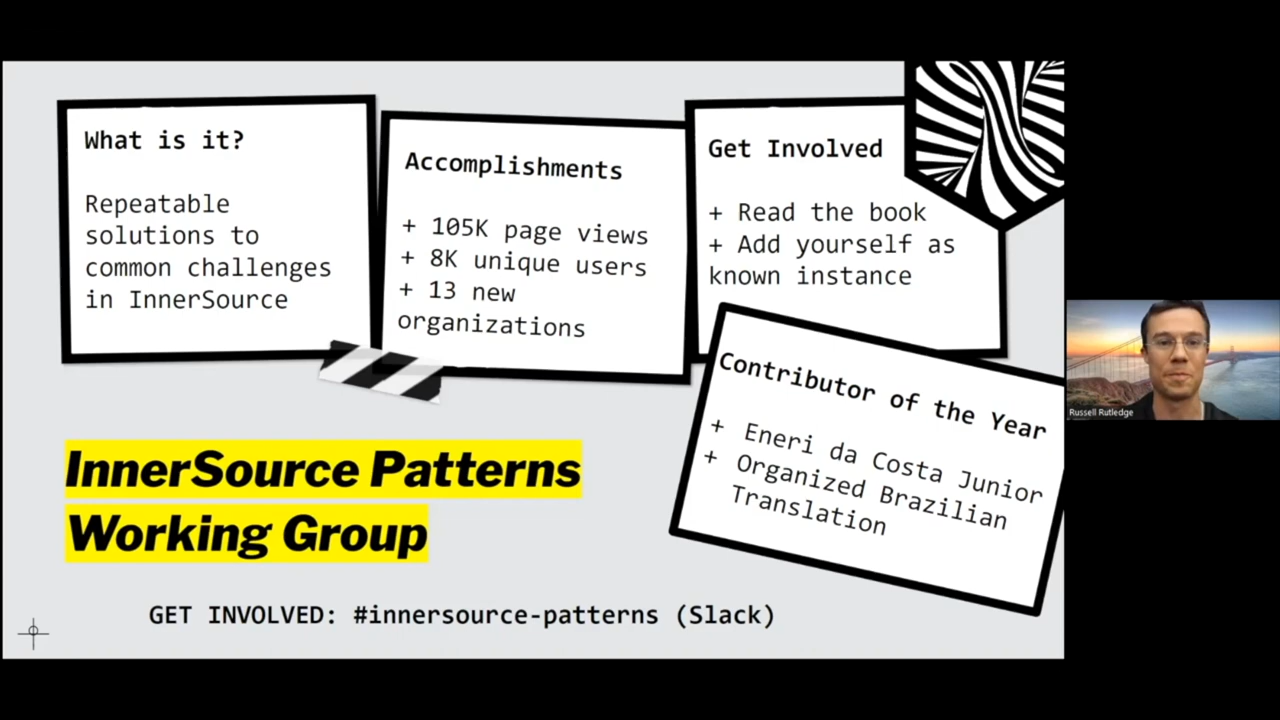 What is it?
Repeatable
solutions to
common challenges
in InnerSource
Accomplishments
+ 105K page views
+ 8K unique users
+ 13 new
organizations
Get Involved
+ Read the book
+ Add yourself as
known instance
Contributor of the Year
+ Eneri da Costa Junior
+ Organized Brazilian
Translation
InnerSource Patterns
Working Group
GET INVOLVED: #innersource-patterns (Slack)
Russell Rutledge